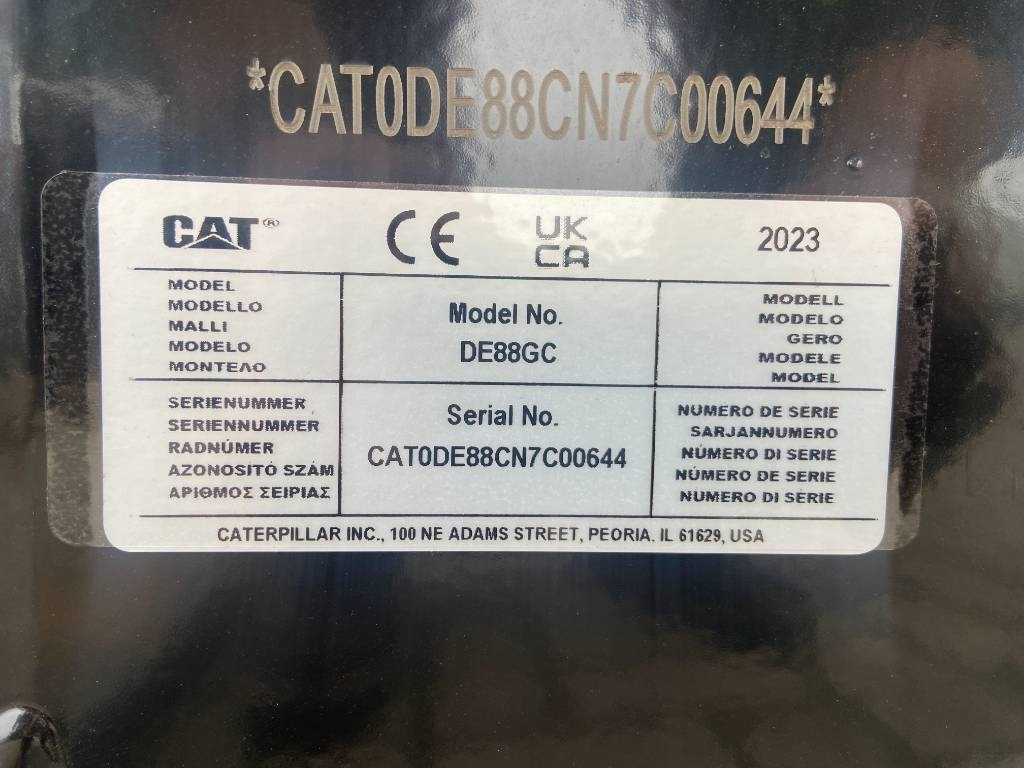 *CAT0DE88CN7C00644*
CAT® CE UK CA 2023
MODEL
MODELLO
MALLI
MODELO
ΜΟΝΤΕΛΟ
Model No.
DE88GC
MODELL
MODELO
GERO
MODELE
MODEL
SERIENUMMER
SERIENNUMMER
RADNÚMER
AZONOSITÓ SZÁM
ΑΡΙΘΜΟΣ ΣΕΙΡΙΑΣ
Serial No.
CAT0DE88CN7C00644
NUMERO DE SERIE
SARJANNUMERO
NÚMERO DI SERIE
NÚMERO DE SERIE
NUMERO DI SERIE
CATERPILLAR INC., 100 NE ADAMS STREET, PEORIA. IL 61629, USA